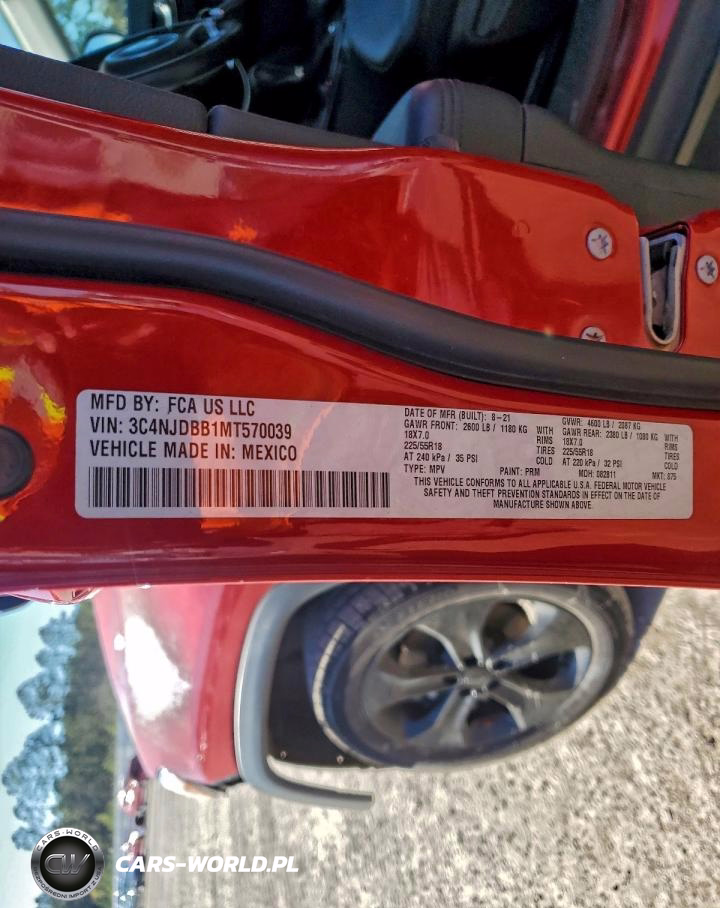 MFD BY: FCA US LLC
VIN: 3C4NJDBB1MT570039
VEHICLE MADE IN: MEXICO
DATE OF MFR (BUILT): 8-21
GVWR: 4600 LB / 2087 KG
GAWR FRONT: 2600 LB / 1180 KG WITH
GAWR REAR: 2380 LB / 1080 KG WITH
18X7.0 RIMS
18X7.0 RIMS
225/55R18 TIRES
225/55R18 TIRES
AT 240 kPa / 35 PSI COLD
AT 220 kPa / 32 PSI COLD
TYPE: MPV PAINT: PRM MDH: 082811 MKT: 875
THIS VEHICLE CONFORMS TO ALL APPLICABLE U.S.A. FEDERAL MOTOR VEHICLE
SAFETY AND THEFT PREVENTION STANDARDS IN EFFECT ON THE DATE OF
MANUFACTURE SHOWN ABOVE.
CARS-WORLD
CW
CARS-WORLD.PL